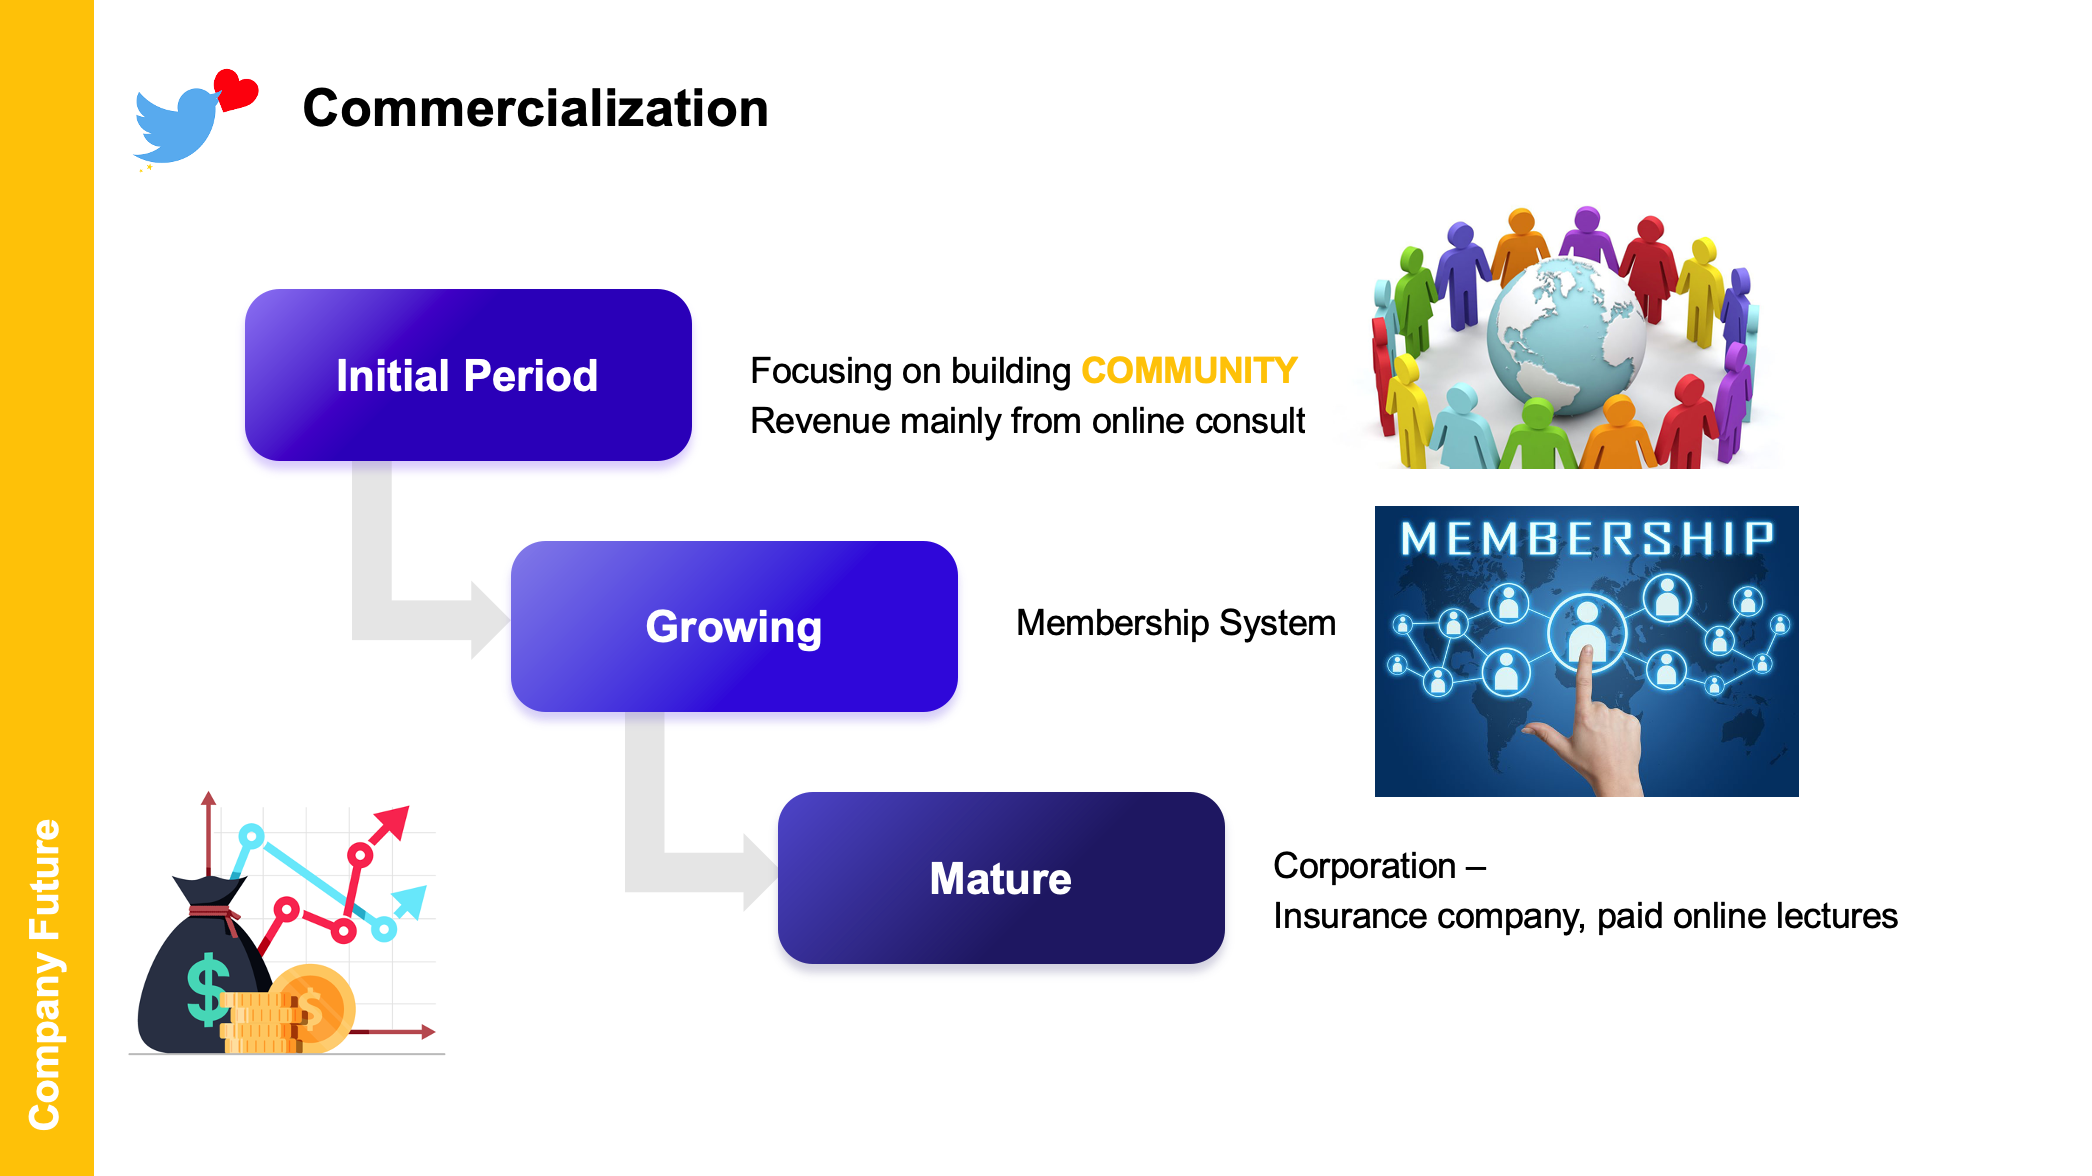 Commercialization
Initial Period
Focusing on building COMMUNITY
Revenue mainly from online consult
MEMBERSHIP
Growing
Membership System
Mature
Corporation –
Insurance company, paid online lectures
$
$
Company Future